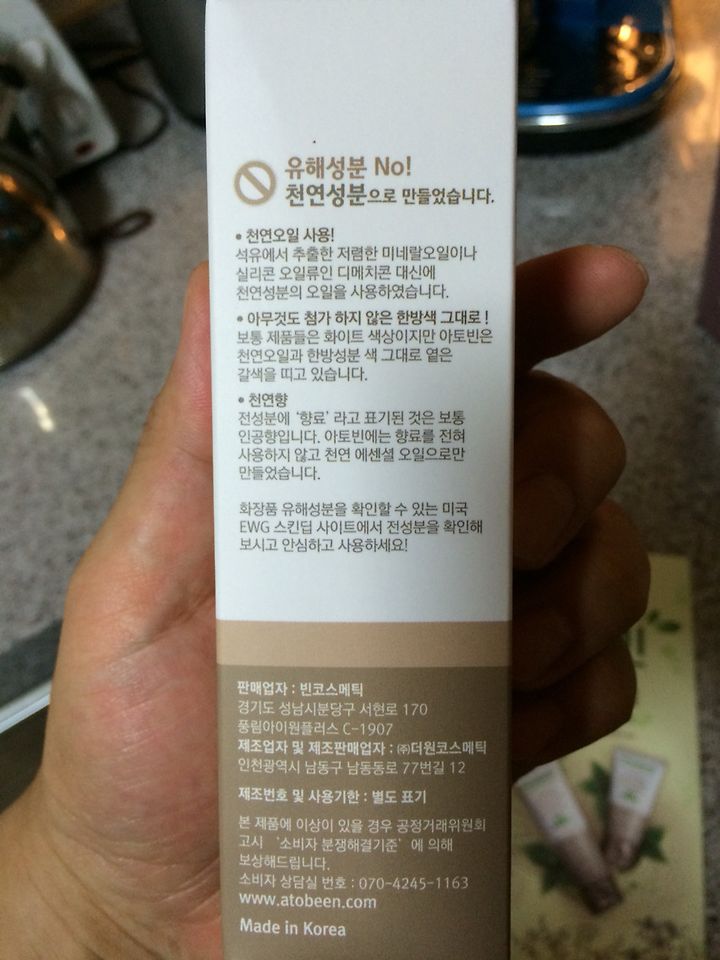 유해성분 No!
천연성분으로 만들었습니다.
• 천연오일 사용!
석유에서 추출한 저렴한 미네랄오일이나
실리콘 오일류인 디메치콘 대신에
천연성분의 오일을 사용하였습니다.
• 아무것도 첨가 하지 않은 한방색 그대로 !
보통 제품들은 화이트 색상이지만 아토빈은
천연오일과 한방성분 색 그대로 옅은
갈색을 띠고 있습니다.
• 천연향
전성분에 ‘향료’ 라고 표기된 것은 보통
인공향입니다. 아토빈에는 향료를 전혀
사용하지 않고 천연 에센셜 오일으로만
만들었습니다.
화장품 유해성분을 확인할 수 있는 미국
EWG 스킨딥 사이트에서 전성분을 확인해
보시고 안심하고 사용하세요!
판매업자 : 빈코스메틱
경기도 성남시분당구 서현로 170
풍림아이원플러스 C-1907
제조업자 및 제조판매업자 : ㈜더원코스메틱
인천광역시 남동구 남동동로 77번길 12
제조번호 및 사용기한 : 별도 표기
본 제품에 이상이 있을 경우 공정거래위원회
고시 ‘소비자 분쟁해결기준’ 에 의해
보상해드립니다.
소비자 상담실 번호 : 070-4245-1163
www.atobeen.com
Made in Korea